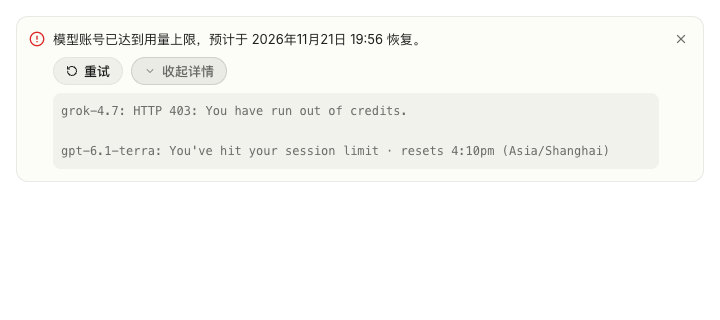 模型账号已达到用量上限，预计于 2026年11月21日 19:56 恢复。
重试 收起详情
grok-4.7: HTTP 403: You have run out of credits.
gpt-6.1-terra: You've hit your session limit · resets 4:10pm (Asia/Shanghai)